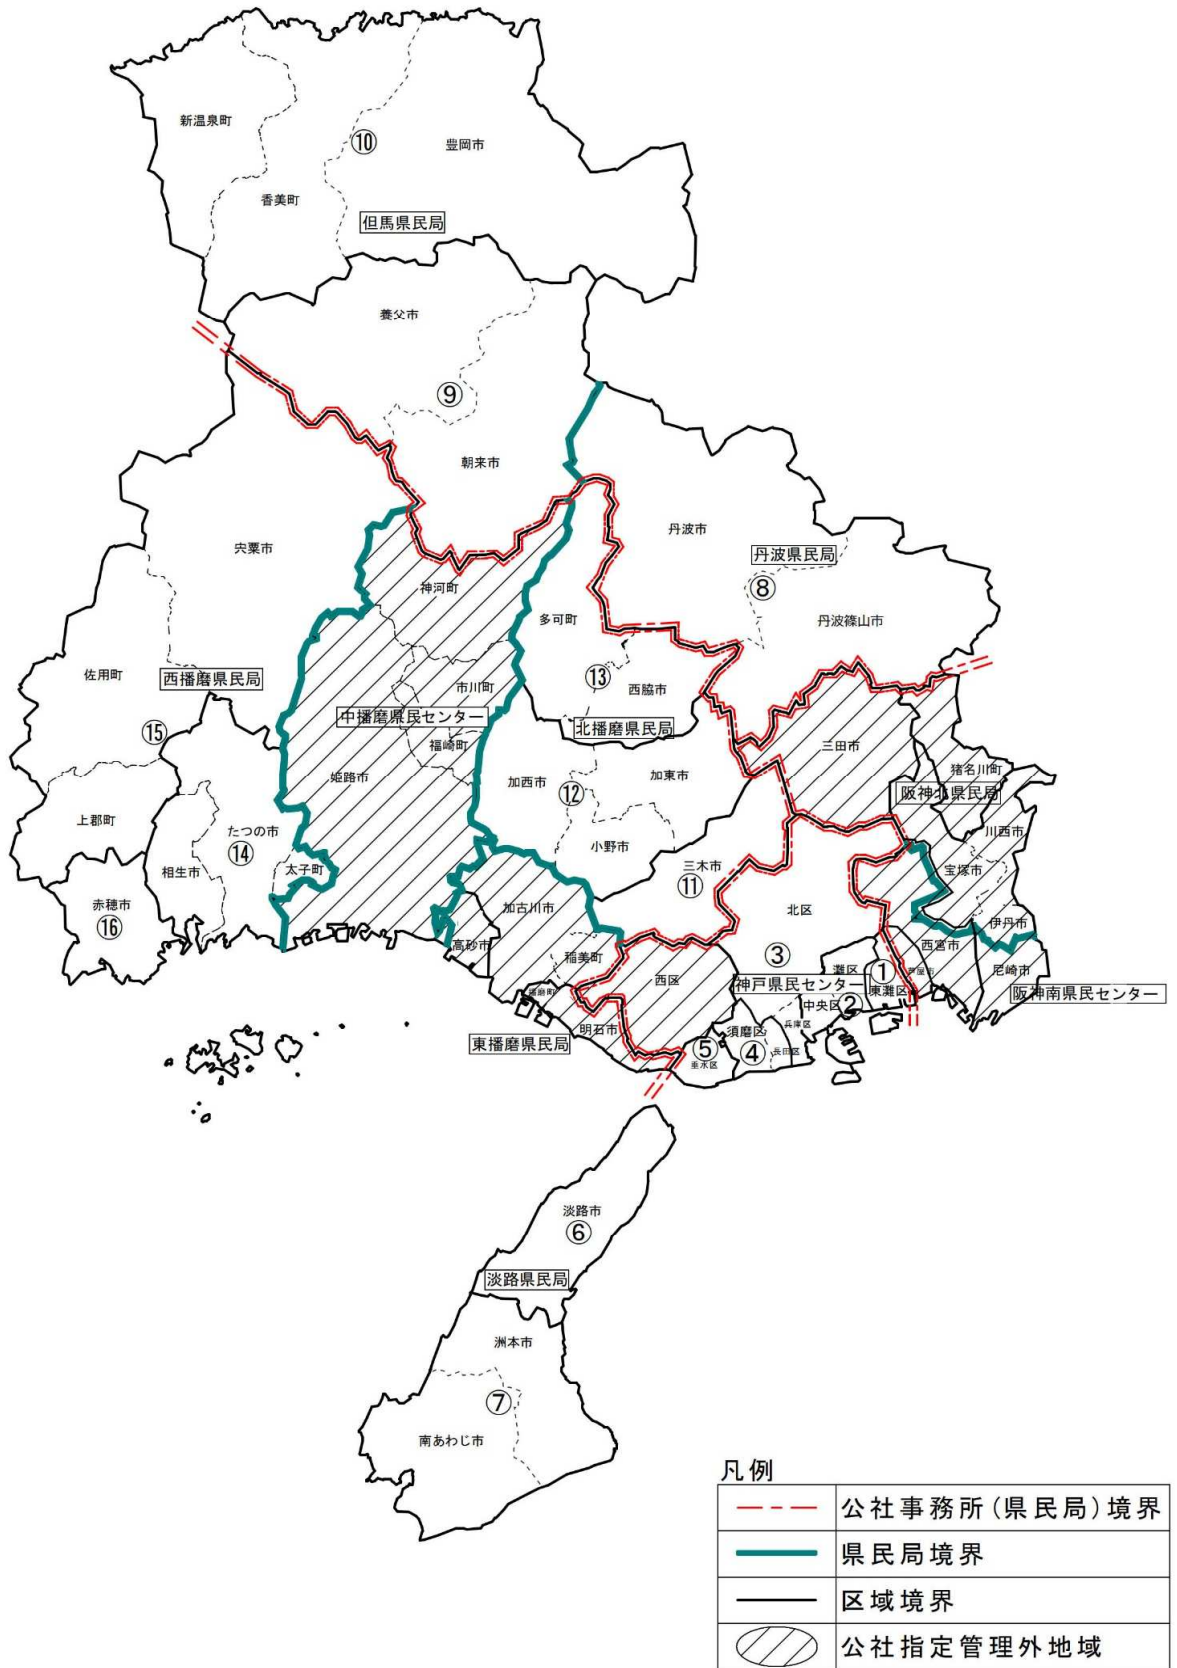 新温泉町
⑩
豊岡市
香美町
但馬県民局
養父市
⑨
朝来市
宍粟市
丹波市
丹波県民局
⑧
神河町
多可町
丹波篠山市
佐用町
西播磨県民局
⑬
西脇市
市川町
中播磨県民センター
北播磨県民局
⑮
福崎町
三田市
姫路市
加西市
加東市
猪名川町
⑫
阪神北県民局
上郡町
たつの市
⑭
川西市
小野市
相生市
太子町
三木市
⑪
宝塚市
赤穂市
⑯
加古川市
北区
伊丹市
高砂市
稲美町
西宮市
③
西区
灘区
①
芦屋市
尼崎市
神戸県民センター
東灘区
阪神南県民センター
播磨町
中央区
②
明石市
須磨区
兵庫区
東播磨県民局
⑤
④
長田区
垂水区
淡路市
⑥
淡路県民局
洲本市
⑦
南あわじ市
凡例
公社事務所(県民局)境界
県民局境界
区域境界
公社指定管理外地域